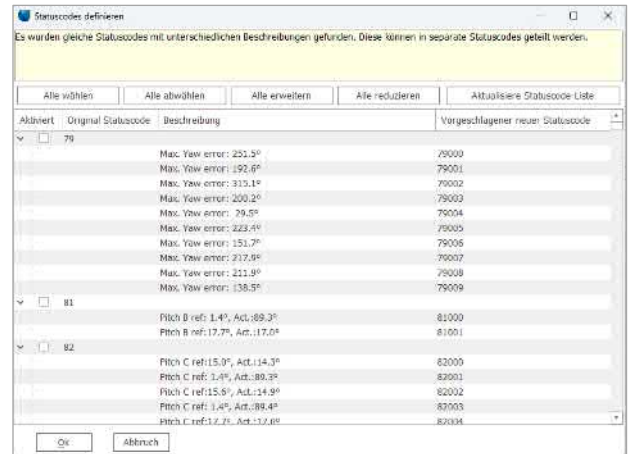 Statuscodes definieren
Es wurden gleiche Statuscodes mit unterschiedlichen Beschreibungen gefunden. Diese können in separate Statuscodes geteilt werden.
Alle wählen Alle abwählen Alle erweitern Alle reduzieren Aktualisiere Statuscode-Liste
Aktiviert Original Statuscode Beschreibung Vorgeschlagener neuer Statuscode
79
Max. Yaw error: 251.5° 79000
Max. Yaw error: 192.6° 79001
Max. Yaw error: 315.1° 79002
Max. Yaw error: 200.2° 79003
Max. Yaw error: 29.5° 79004
Max. Yaw error: 223.4° 79005
Max. Yaw error: 151.7° 79006
Max. Yaw error: 217.9° 79007
Max. Yaw error: 211.9° 79008
Max. Yaw error: 138.5° 79009
81
Pitch B ref: 1.4°, Act.:89.3° 81000
Pitch B ref:17.7°, Act.:17.0° 81001
82
Pitch C ref:15.0°, Act.:14.3° 82000
Pitch C ref: 1.4°, Act.:89.3° 82001
Pitch C ref:15.6°, Act.:14.9° 82002
Pitch C ref: 1.4°, Act.:89.4° 82003
Pitch C ref:17.7°, Act.:17.0° 82004
Ok Abbruch